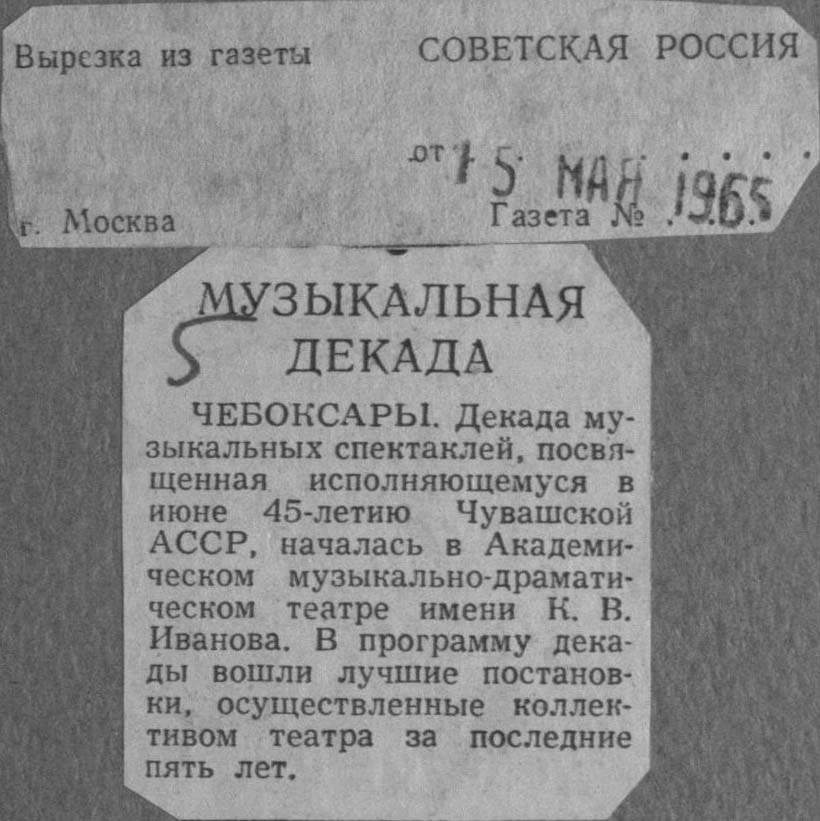 Вырезка из газеты СОВЕТСКАЯ РОССИЯ
от 15 МАЯ 1965
г. Москва Газета № . . . .
МУЗЫКАЛЬНАЯ
5 ДЕКАДА
ЧЕБОКСАРЫ. Декада му-
зыкальных спектаклей, посвя-
щенная исполняющемуся в
июне 45-летию Чувашской
АССР, началась в Академи-
ческом музыкально-драмати-
ческом театре имени К. В.
Иванова. В программу дека-
ды вошли лучшие постанов-
ки, осуществленные коллек-
тивом театра за последние
пять лет.